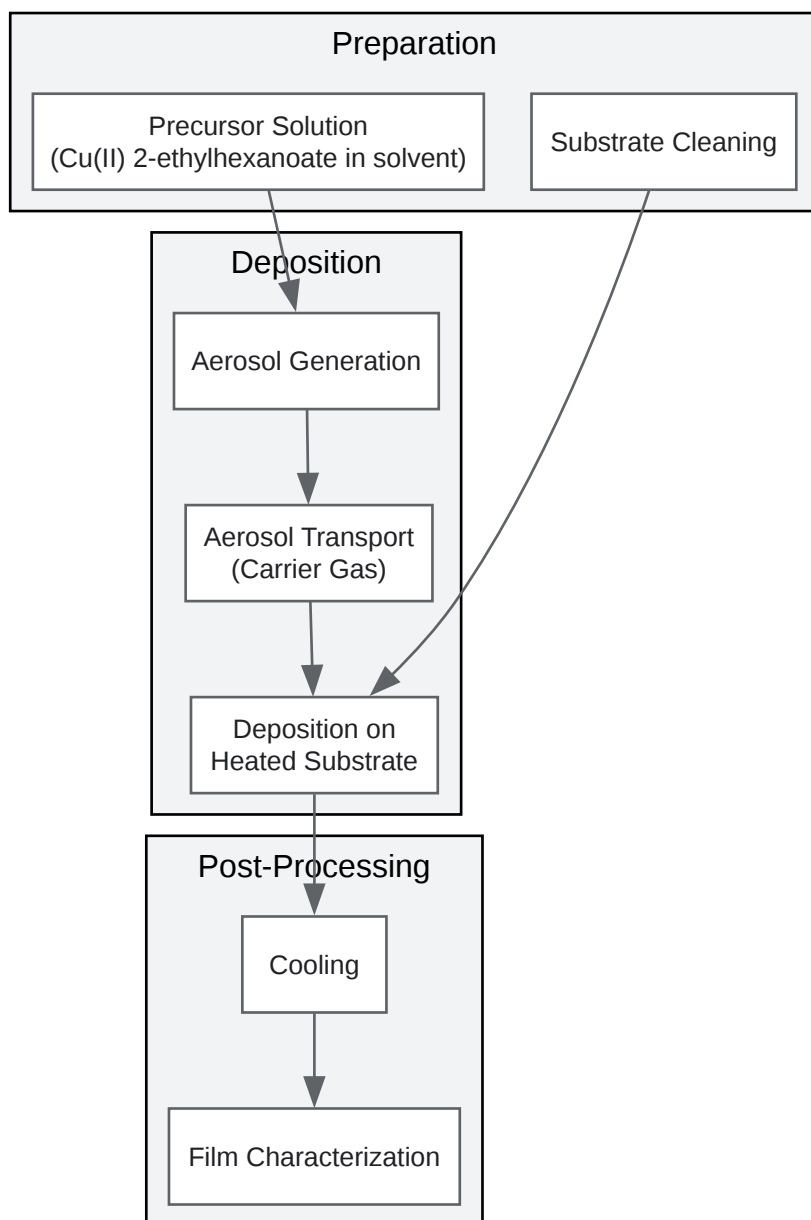 Preparation
Precursor Solution
(Cu(II) 2-ethylhexanoate in solvent)
Substrate Cleaning
Deposition
Aerosol Generation
Aerosol Transport
(Carrier Gas)
Deposition on
Heated Substrate
Post-Processing
Cooling
Film Characterization